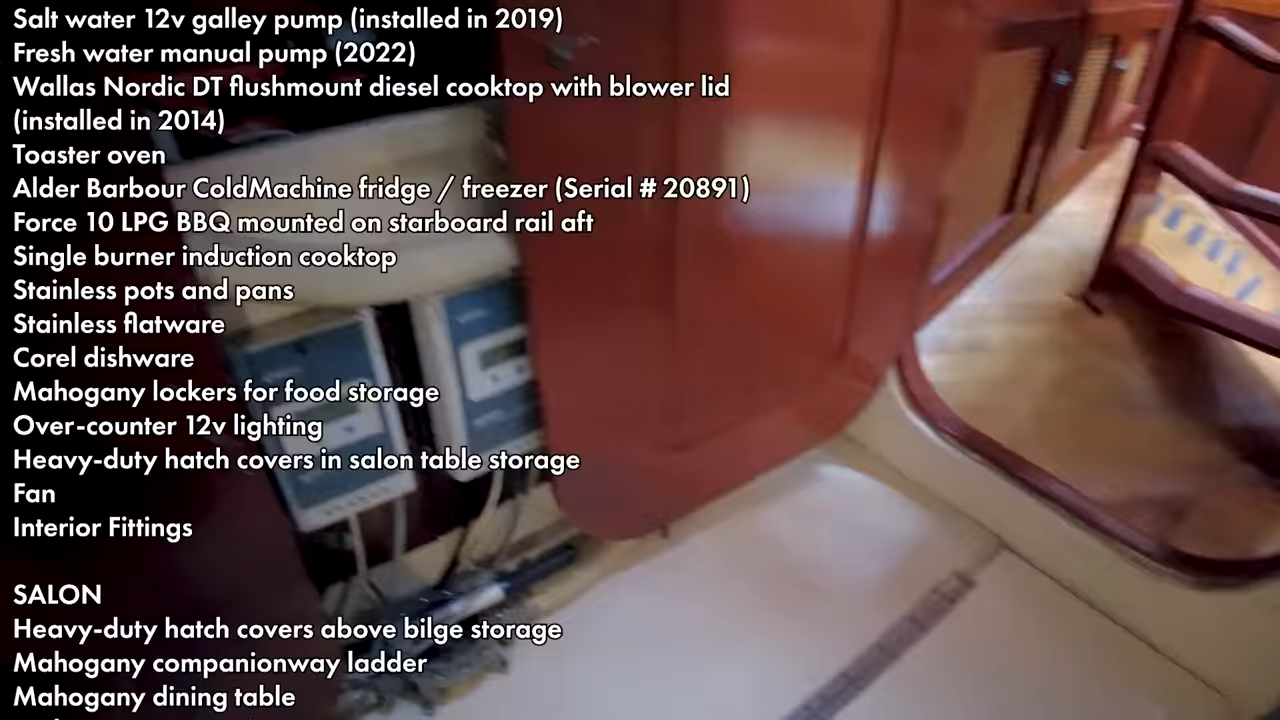 Salt water 12v galley pump (installed in 2019)
Fresh water manual pump (2022)
Wallas Nordic DT flushmount diesel cooktop with blower lid
(installed in 2014)
Toaster oven
Alder Barbour ColdMachine fridge / freezer (Serial # 20891)
Force 10 LPG BBQ mounted on starboard rail aft
Single burner induction cooktop
Stainless pots and pans
Stainless flatware
Corel dishware
Mahogany lockers for food storage
Over-counter 12v lighting
Heavy-duty hatch covers in salon table storage
Fan
Interior Fittings
SALON
Heavy-duty hatch covers above bilge storage
Mahogany companionway ladder
Mahogany dining table